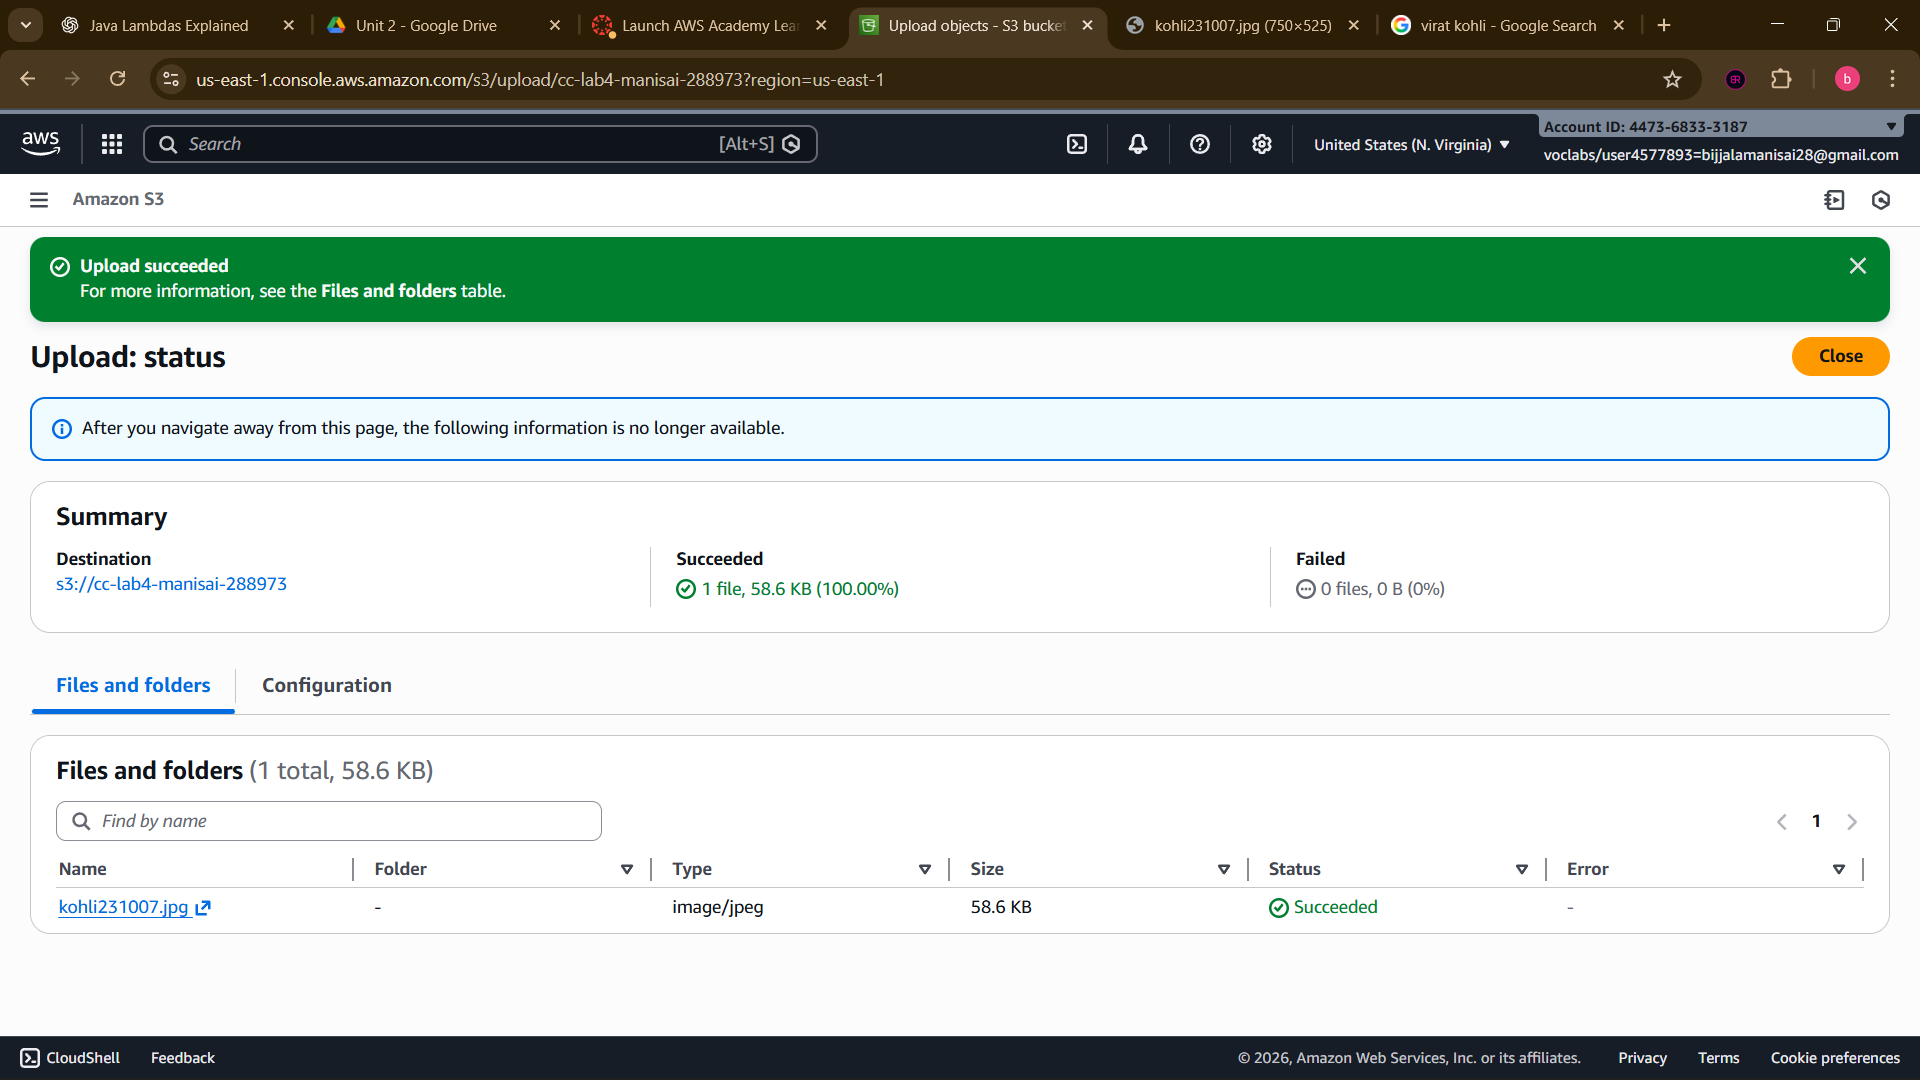 Java Lambdas Explained
Unit 2 - Google Drive
Launch AWS Academy Lea
Upload objects - S3 bucket
kohli231007.jpg (750×525)
virat kohli - Google Search
us-east-1.console.aws.amazon.com/s3/upload/cc-lab4-manisai-288973?region=us-east-1
b
aws
Search
[Alt+S]
United States (N. Virginia)
Account ID: 4473-6833-3187
voclabs/user4577893=bijjalamanisai28@gmail.com
Amazon S3
Upload succeeded
For more information, see the Files and folders table.
Upload: status
Close
After you navigate away from this page, the following information is no longer available.
Summary
Destination
s3://cc-lab4-manisai-288973
Succeeded
1 file, 58.6 KB (100.00%)
Failed
0 files, 0 B (0%)
Files and folders
Configuration
Files and folders (1 total, 58.6 KB)
Find by name
1
Name Folder Type Size Status Error
kohli231007.jpg - image/jpeg 58.6 KB Succeeded -
CloudShell Feedback © 2026, Amazon Web Services, Inc. or its affiliates. Privacy Terms Cookie preferences